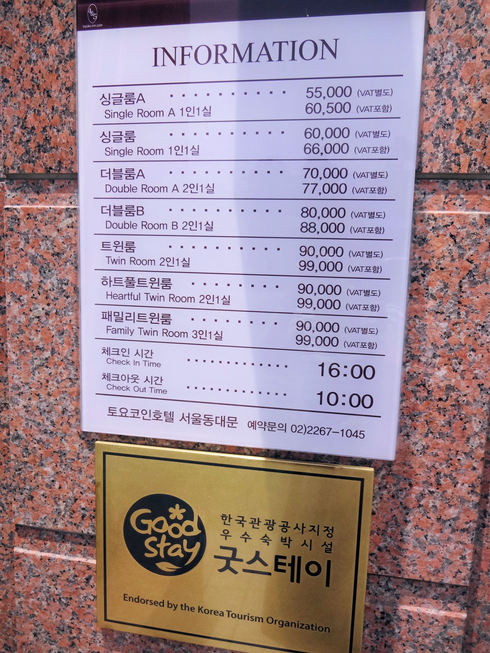 INFORMATION
싱글룸A 55,000 (VAT별도)
Single Room A 1인1실 60,500 (VAT포함)
싱글룸 60,000 (VAT별도)
Single Room 1인1실 66,000 (VAT포함)
더블룸A 70,000 (VAT별도)
Double Room A 2인1실 77,000 (VAT포함)
더블룸B 80,000 (VAT별도)
Double Room B 2인1실 88,000 (VAT포함)
트윈룸 90,000 (VAT별도)
Twin Room 2인1실 99,000 (VAT포함)
하트풀트윈룸 90,000 (VAT별도)
Heartful Twin Room 2인1실 99,000 (VAT포함)
패밀리트윈룸 90,000 (VAT별도)
Family Twin Room 3인1실 99,000 (VAT포함)
체크인 시간 16:00
Check In Time
체크아웃 시간 10:00
Check Out Time
토요코인호텔 서울동대문 예약문의 02)2267-1045
Good
Stay
한국관광공사지정
우수숙박시설
굿스테이
Endorsed by the Korea Tourism Organization